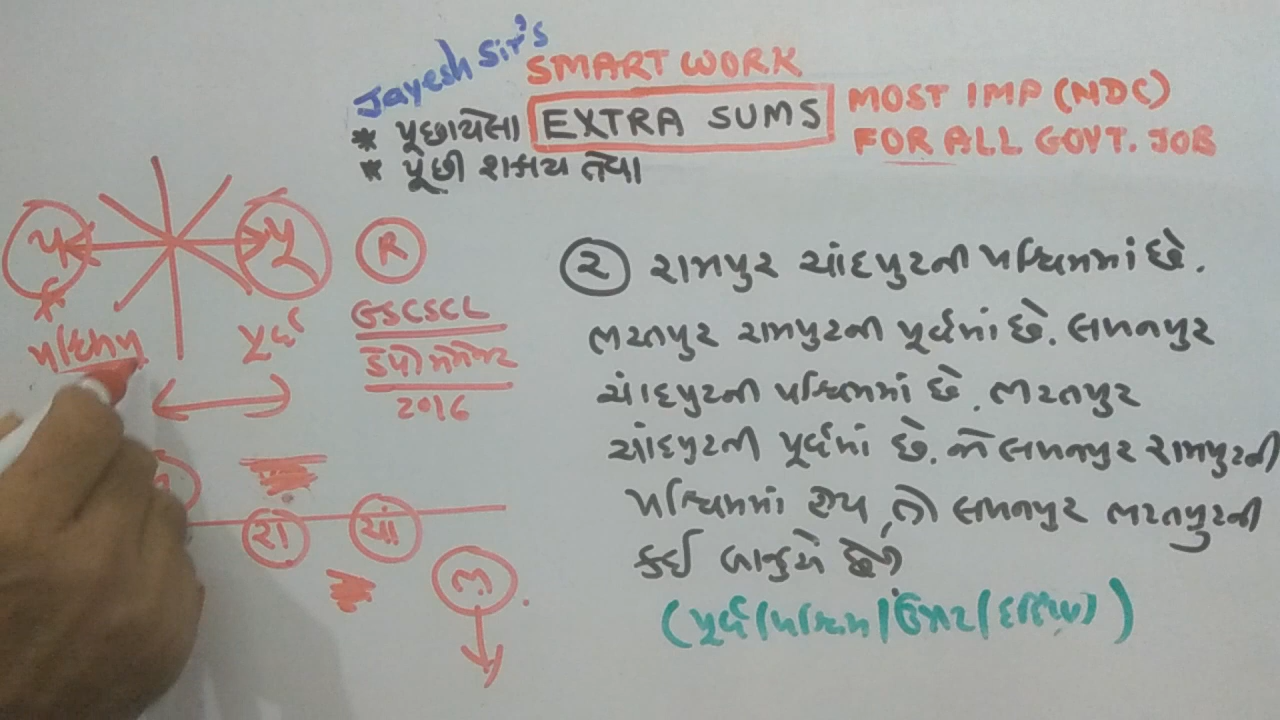 Jayesh Sir's
SMART WORK
* પૂછાયેલા EXTRA SUMS MOST IMP (NDC)
* પૂછી શકાય તેવા FOR ALL GOVT. JOB
પ પૂ R
* પશ્ચિમ પૂર્વ
GSCSCL
ડેપો મેનેજર
2016
રા ચાં
ભ
૨ રામપુર ચાંદપુરની પશ્ચિમમાં છે.
ભરતપુર રામપુરની પૂર્વમાં છે. લખનપુર
ચાંદપુરની પશ્ચિમમાં છે. ભરતપુર
ચાંદપુરની પૂર્વમાં છે. જો લખનપુર રામપુરની
પશ્ચિમમાં હોય, તો લખનપુર ભરતપુરની
કઈ બાજુએ છે?
(પૂર્વ/પશ્ચિમ/ઉત્તર/દક્ષિણ)